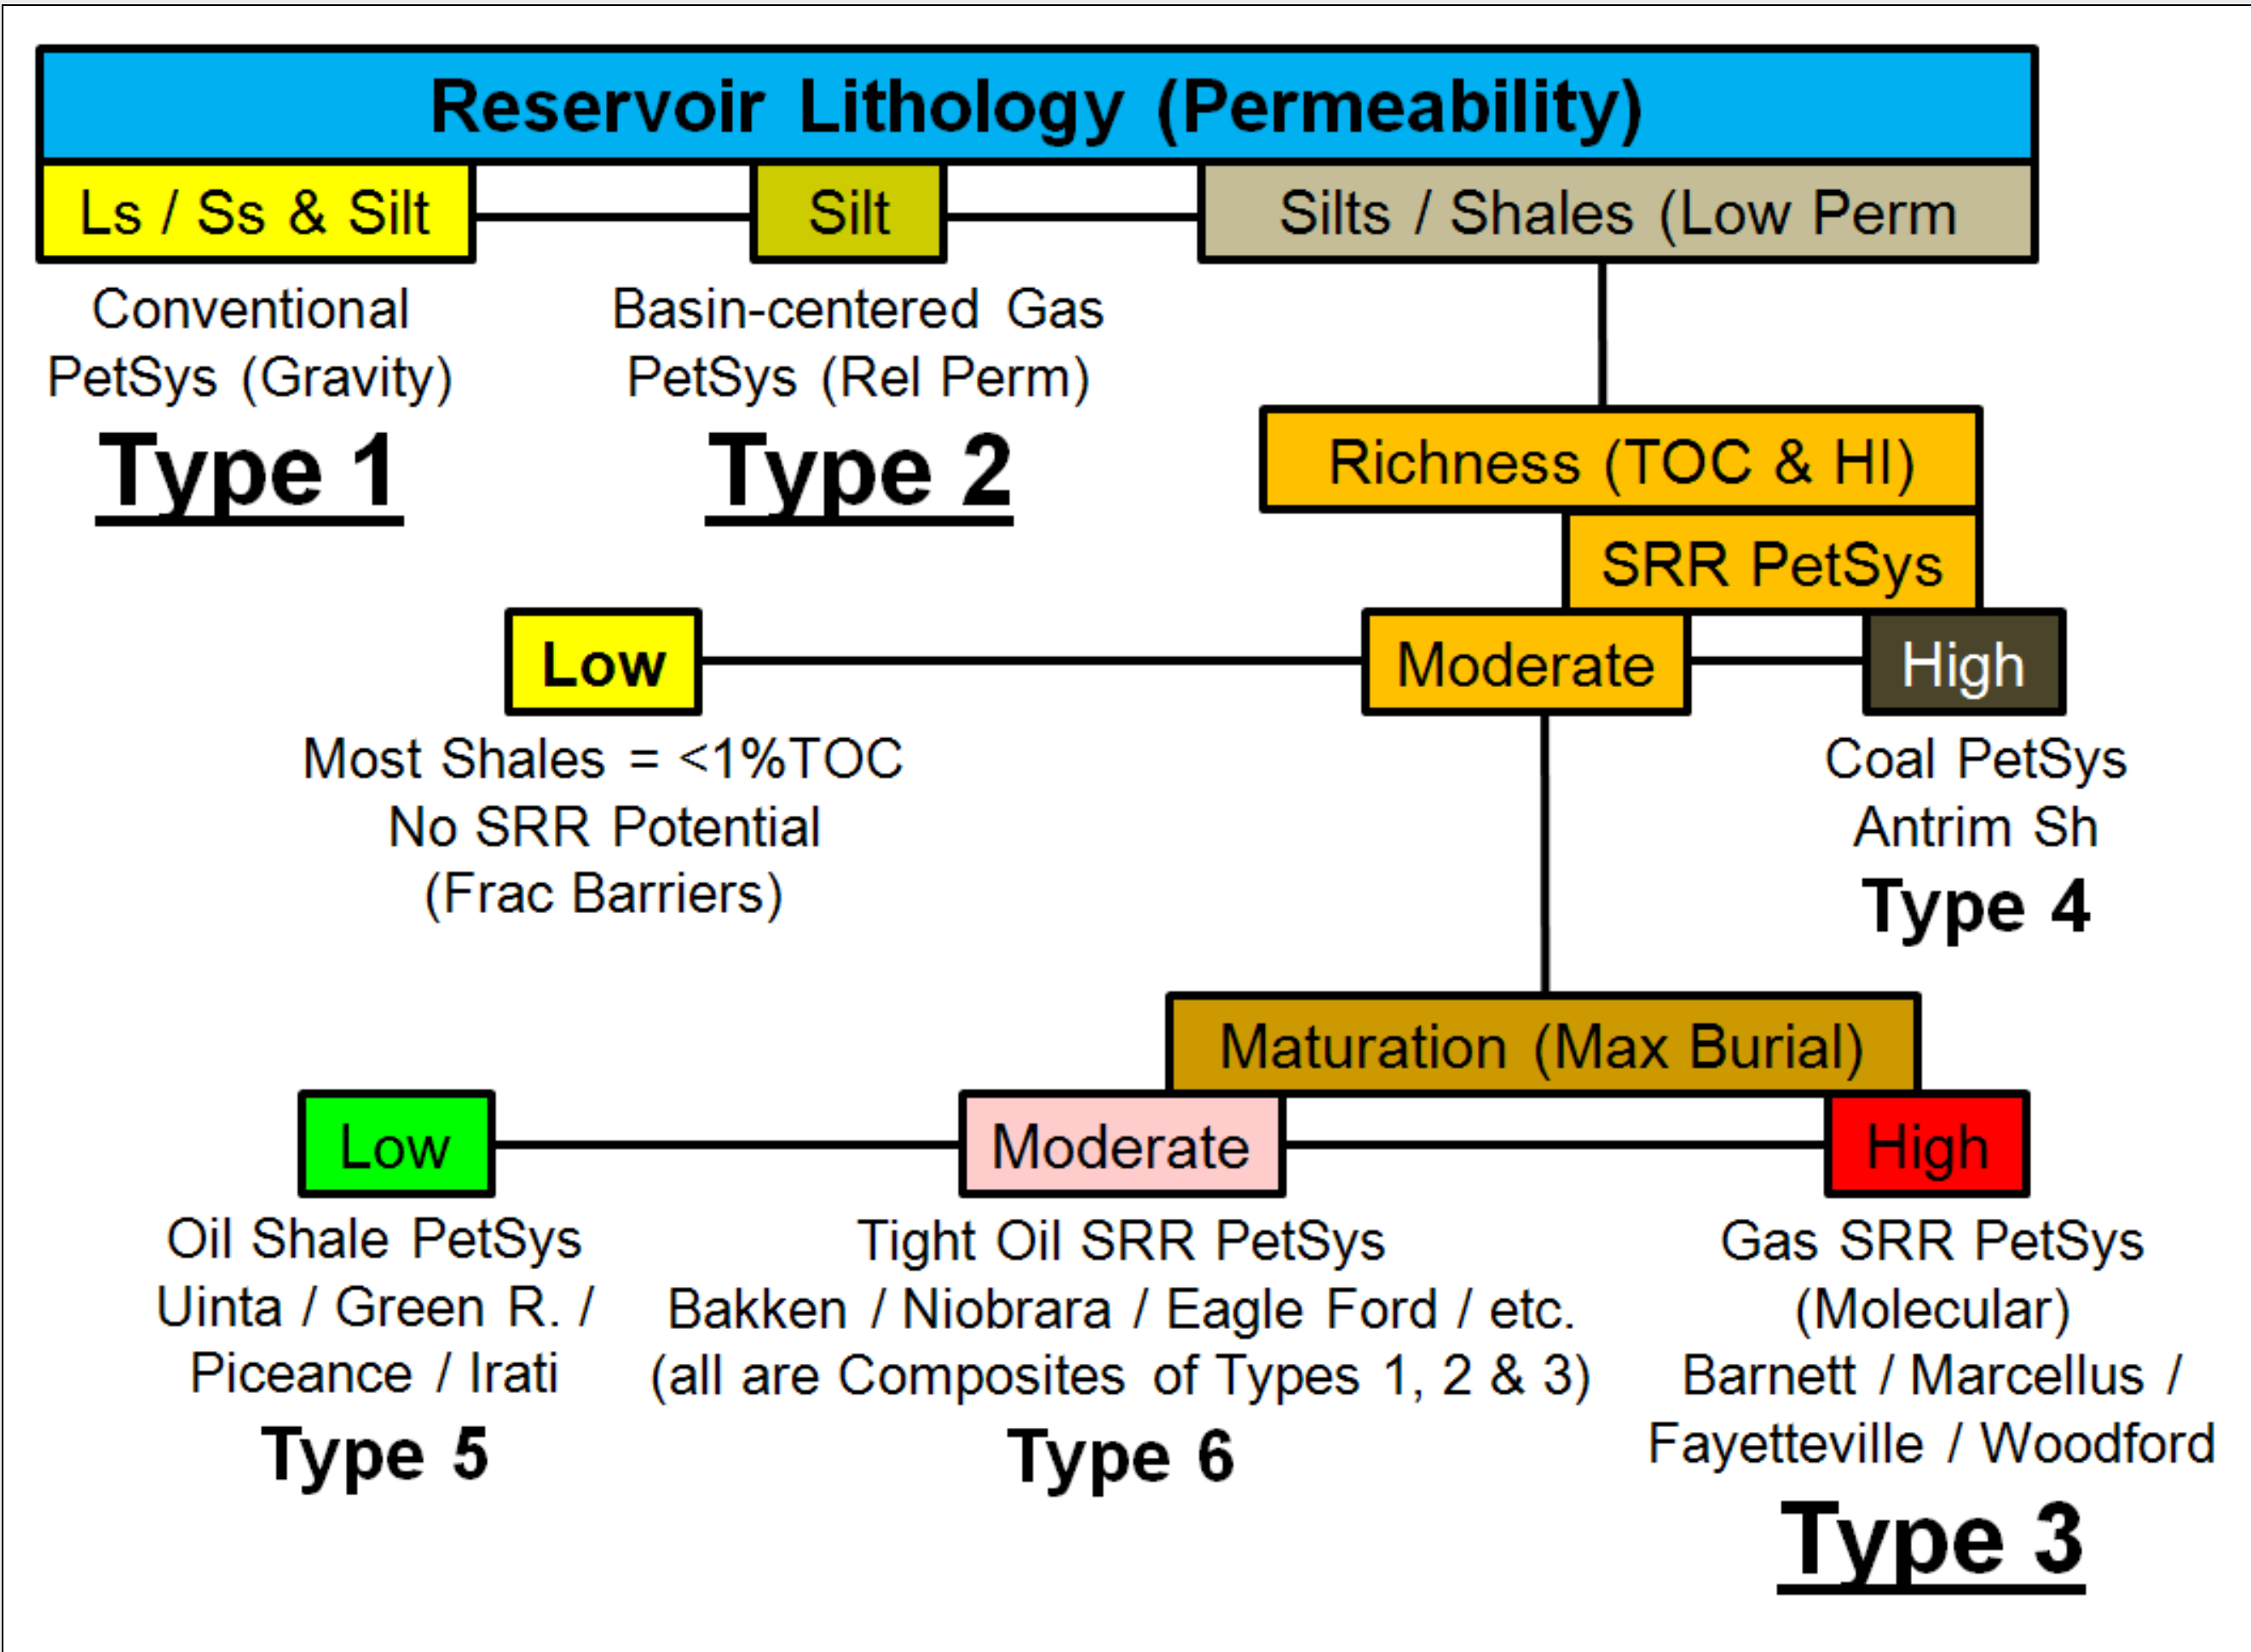 Reservoir Lithology (Permeability)
Ls / Ss & Silt
Silt
Silts / Shales (Low Perm
Conventional
PetSys (Gravity)
Type 1
Basin-centered Gas
PetSys (Rel Perm)
Type 2
Richness (TOC & HI)
SRR PetSys
Low
Moderate
High
Most Shales = <1%TOC
No SRR Potential
(Frac Barriers)
Coal PetSys
Antrim Sh
Type 4
Maturation (Max Burial)
Low
Moderate
High
Oil Shale PetSys
Uinta / Green R. /
Piceance / Irati
Type 5
Tight Oil SRR PetSys
Bakken / Niobrara / Eagle Ford / etc.
(all are Composites of Types 1, 2 & 3)
Type 6
Gas SRR PetSys
(Molecular)
Barnett / Marcellus /
Fayetteville / Woodford
Type 3